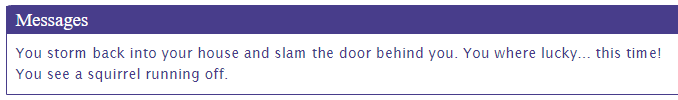 Messages
You storm back into your house and slam the door behind you. You where lucky... this time!
You see a squirrel running off.